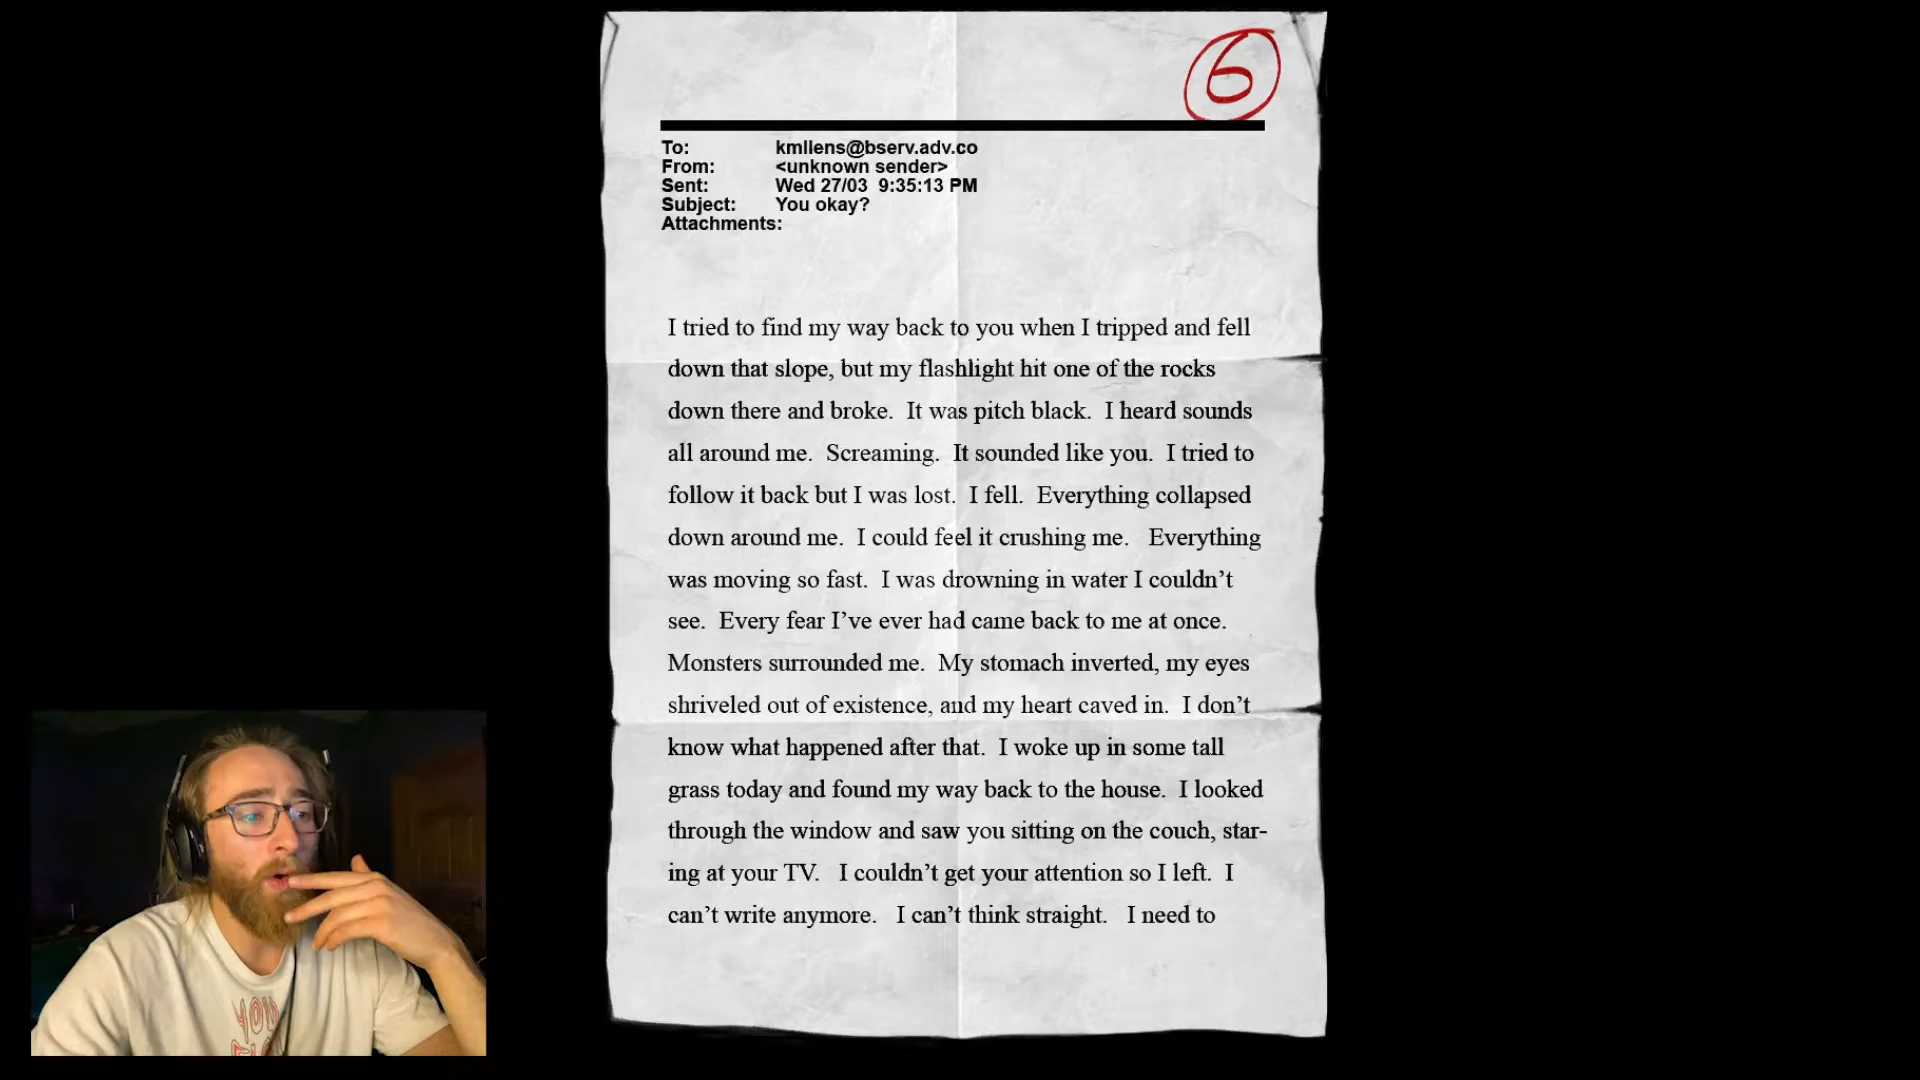 6
To: kmllens@bserv.adv.co
From: <unknown sender>
Sent: Wed 27/03 9:35:13 PM
Subject: You okay?
Attachments:
I tried to find my way back to you when I tripped and fell
down that slope, but my flashlight hit one of the rocks
down there and broke. It was pitch black. I heard sounds
all around me. Screaming. It sounded like you. I tried to
follow it back but I was lost. I fell. Everything collapsed
down around me. I could feel it crushing me. Everything
was moving so fast. I was drowning in water I couldn't
see. Every fear I've ever had came back to me at once.
Monsters surrounded me. My stomach inverted, my eyes
shriveled out of existence, and my heart caved in. I don't
know what happened after that. I woke up in some tall
grass today and found my way back to the house. I looked
through the window and saw you sitting on the couch, star-
ing at your TV. I couldn't get your attention so I left. I
can't write anymore. I can't think straight. I need to